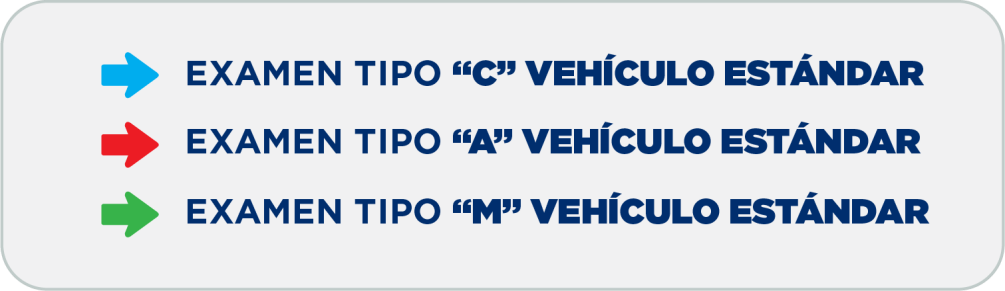 EXAMEN TIPO “C” VEHÍCULO ESTÁNDAR
EXAMEN TIPO “A” VEHÍCULO ESTÁNDAR
EXAMEN TIPO “M” VEHÍCULO ESTÁNDAR